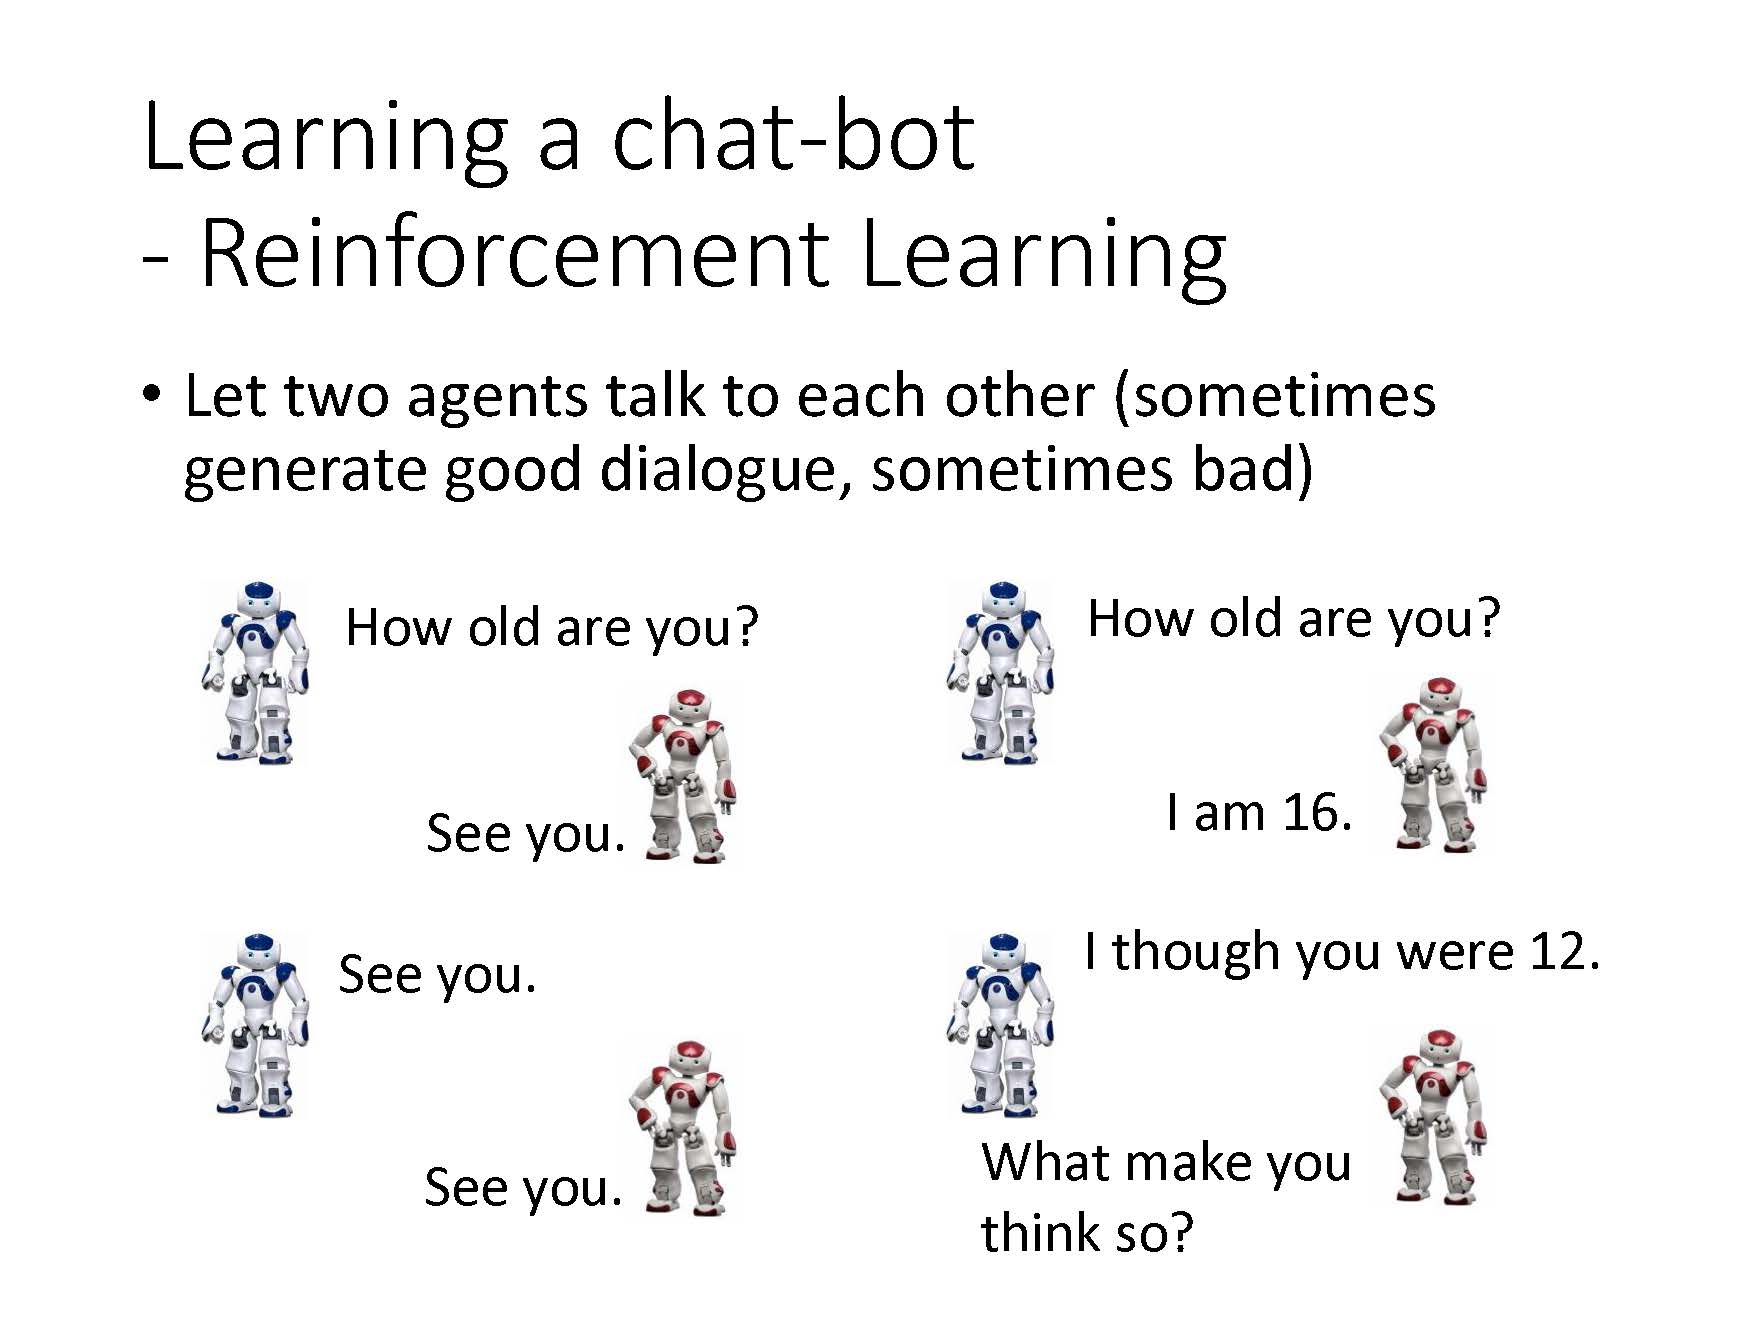 Learning a chat-bot
- Reinforcement Learning
• Let two agents talk to each other (sometimes
generate good dialogue, sometimes bad)
How old are you?
See you.
See you.
See you.
How old are you?
I am 16.
I though you were 12.
What make you
think so?